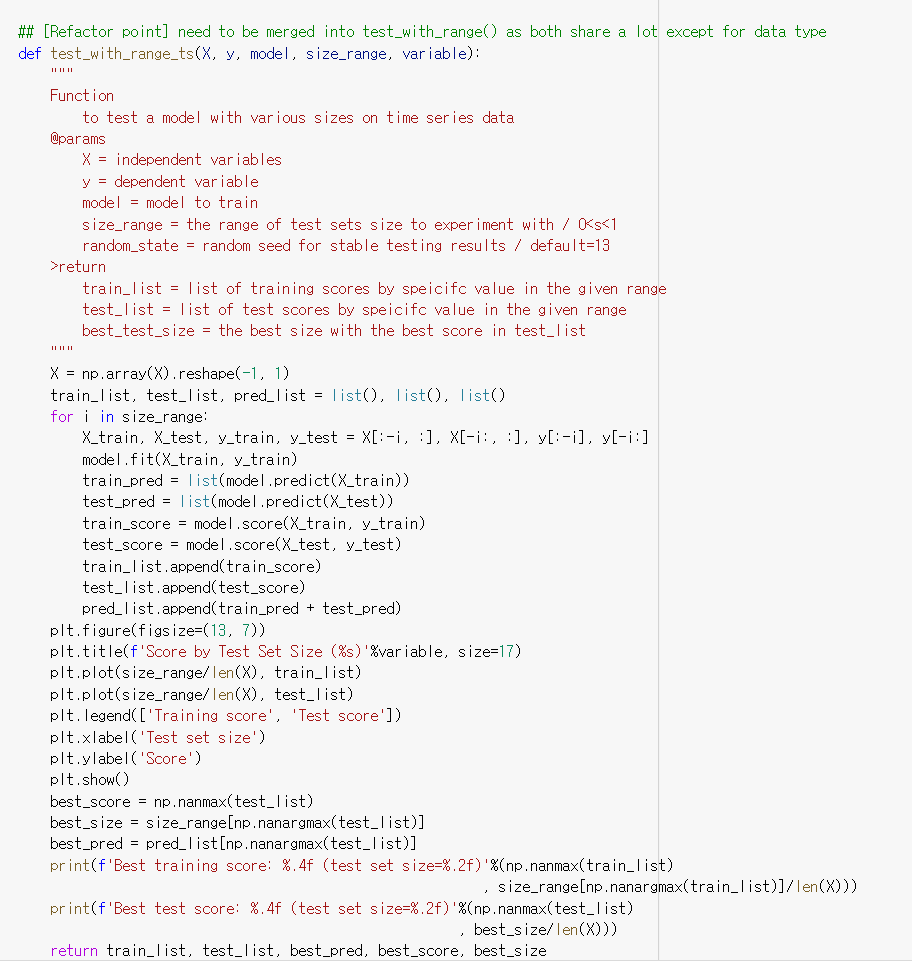 ## [Refactor point] need to be merged into test_with_range() as both share a lot except for data type
def test_with_range_ts(X, y, model, size_range, variable):
    """
    Function
        to test a model with various sizes on time series data
    @params
        X = independent variables
        y = dependent variable
        model = model to train
        size_range = the range of test sets size to experiment with / 0<s<1
        random_state = random seed for stable testing results / default=13
    >return
        train_list = list of training scores by speicifc value in the given range
        test_list = list of test scores by speicifc value in the given range
        best_test_size = the best size with the best score in test_list
    """
    X = np.array(X).reshape(-1, 1)
    train_list, test_list, pred_list = list(), list(), list()
    for i in size_range:
        X_train, X_test, y_train, y_test = X[:-i, :], X[-i:, :], y[:-i], y[-i:]
        model.fit(X_train, y_train)
        train_pred = list(model.predict(X_train))
        test_pred = list(model.predict(X_test))
        train_score = model.score(X_train, y_train)
        test_score = model.score(X_test, y_test)
        train_list.append(train_score)
        test_list.append(test_score)
        pred_list.append(train_pred + test_pred)
    plt.figure(figsize=(13, 7))
    plt.title(f'Score by Test Set Size (%s)'%variable, size=17)
    plt.plot(size_range/len(X), train_list)
    plt.plot(size_range/len(X), test_list)
    plt.legend(['Training score', 'Test score'])
    plt.xlabel('Test set size')
    plt.ylabel('Score')
    plt.show()
    best_score = np.nanmax(test_list)
    best_size = size_range[np.nanargmax(test_list)]
    best_pred = pred_list[np.nanargmax(test_list)]
    print(f'Best training score: %.4f (test set size=%.2f)'%(np.nanmax(train_list)
                                                            , size_range[np.nanargmax(train_list)]/len(X)))
    print(f'Best test score: %.4f (test set size=%.2f)'%(np.nanmax(test_list)
                                                         , best_size/len(X)))
    return train_list, test_list, best_pred, best_score, best_size